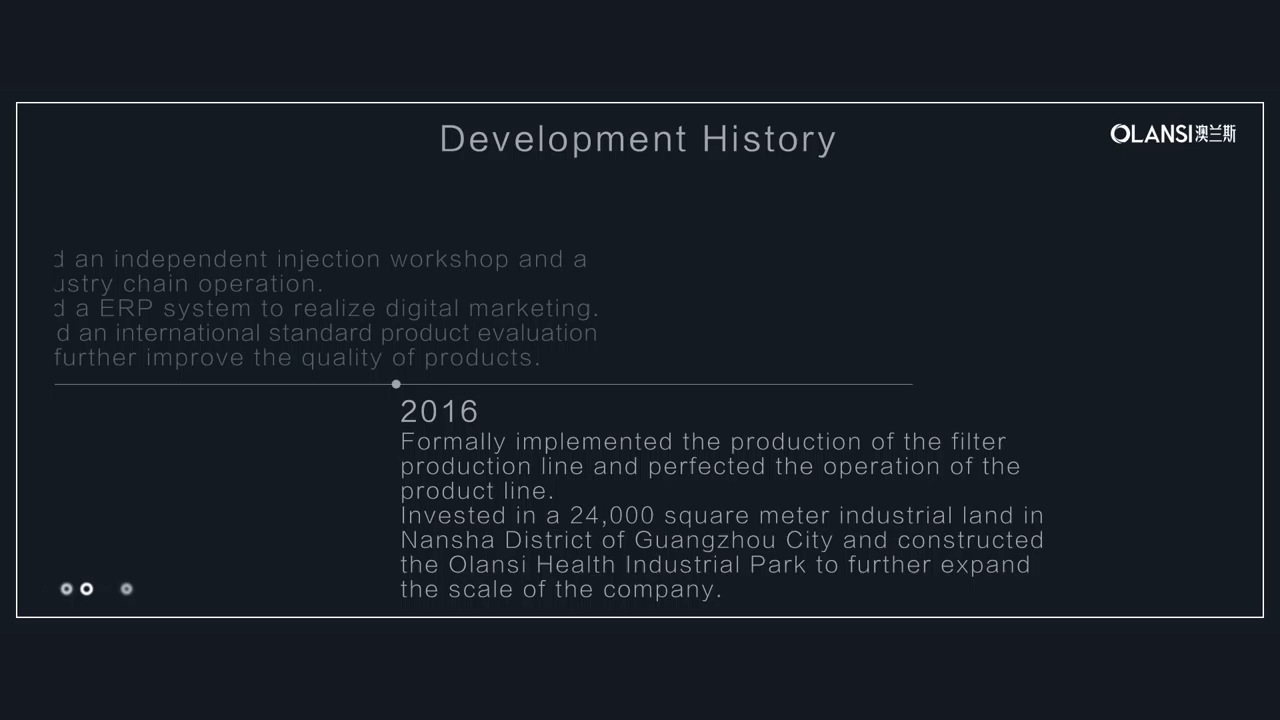 Development History
OLANSI澳兰斯
an independent injection workshop and a
chain operation.
a ERP system to realize digital marketing.
an international standard product evaluation
further improve the quality of products.
2016
Formally implemented the production of the filter
production line and perfected the operation of the
product line.
Invested in a 24,000 square meter industrial land in
Nansha District of Guangzhou City and constructed
the Olansi Health Industrial Park to further expand
the scale of the company.